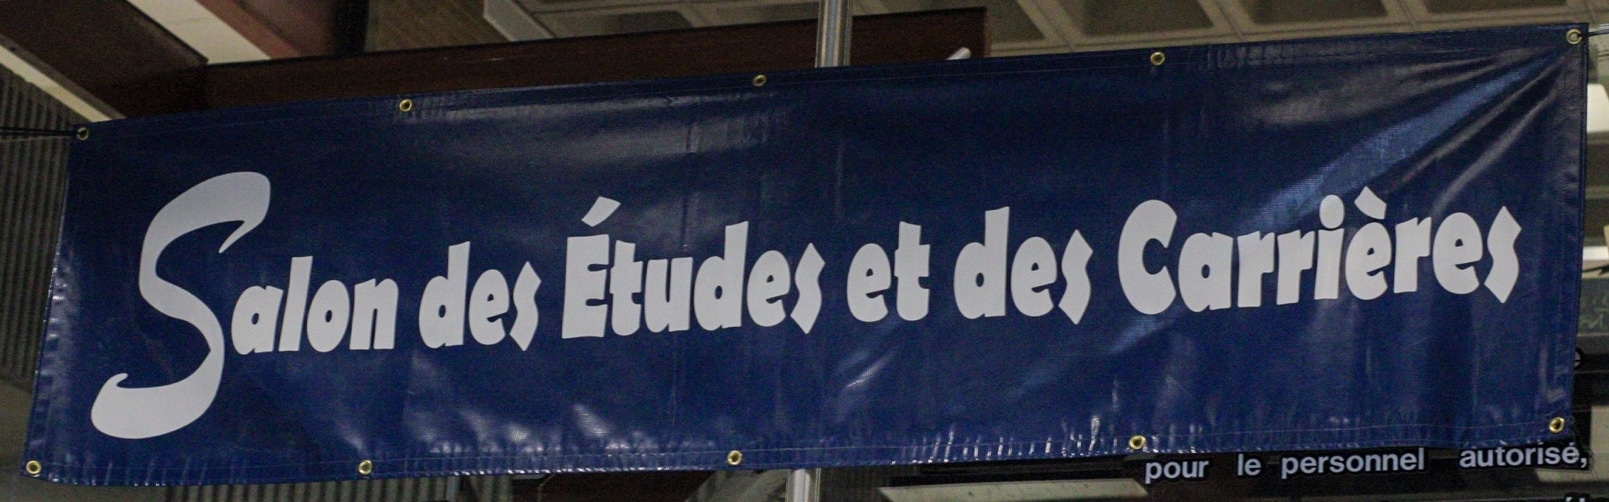 Salon des Études et des Carrières
pour le personnel autorisé,